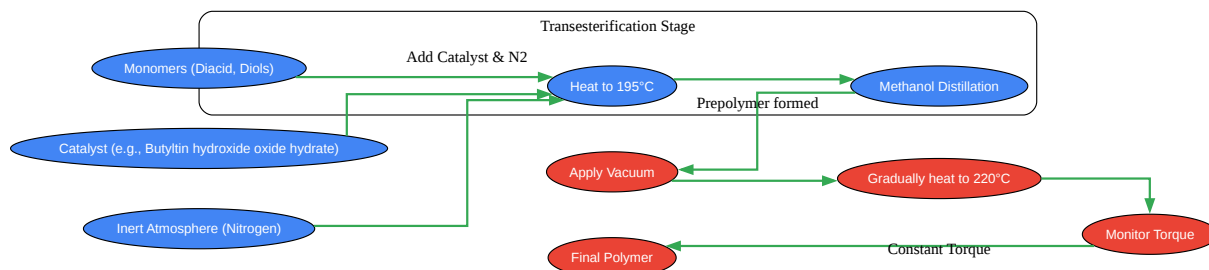 Transesterification Stage
Monomers (Diacid, Diols)
Add Catalyst & N2
Heat to 195°C
Methanol Distillation
Prepolymer formed
Catalyst (e.g., Butyltin hydroxide oxide hydrate)
Apply Vacuum
Gradually heat to 220°C
Inert Atmosphere (Nitrogen)
Monitor Torque
Constant Torque
Final Polymer